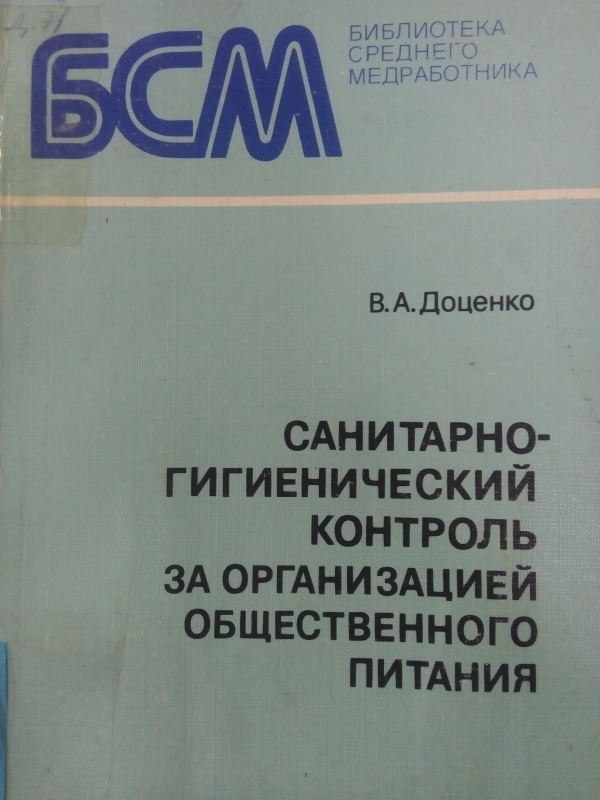 БСМ
БИБЛИОТЕКА
СРЕДНЕГО
МЕДРАБОТНИКА
В. А. Доценко
САНИТАРНО-
ГИГИЕНИЧЕСКИЙ
КОНТРОЛЬ
ЗА ОРГАНИЗАЦИЕЙ
ОБЩЕСТВЕННОГО
ПИТАНИЯ